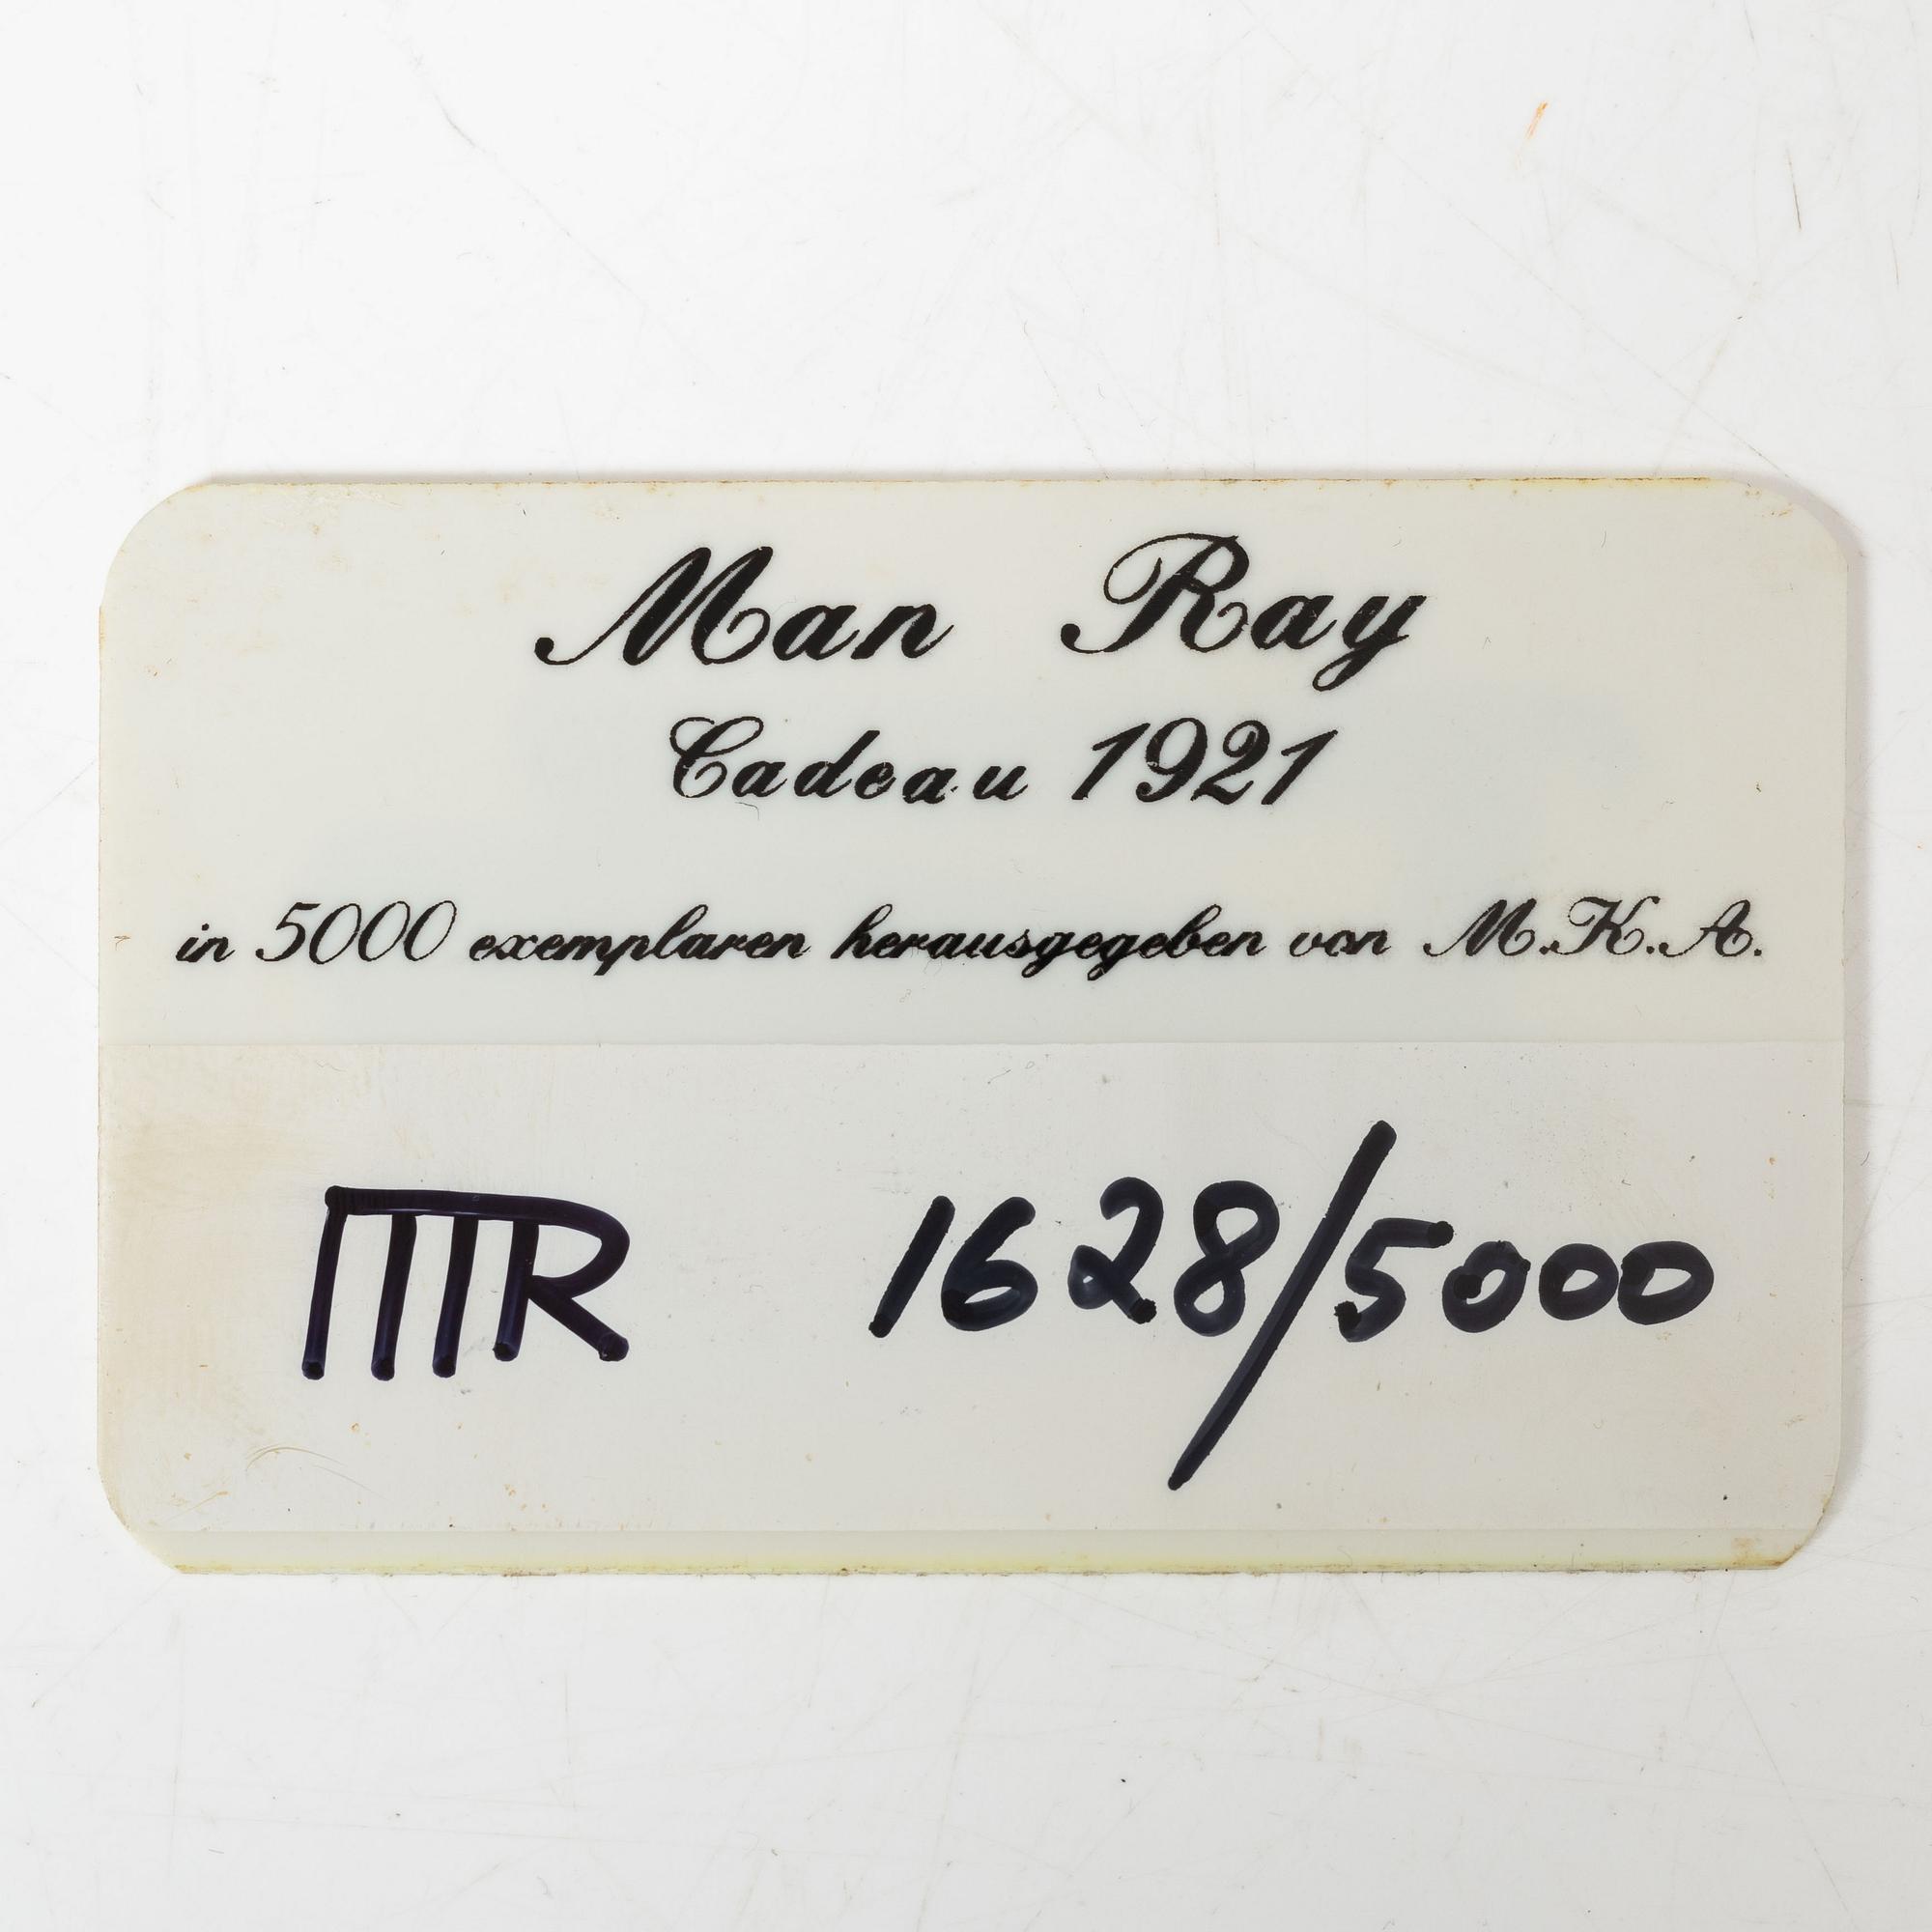 Man Ray
Cadeau 1921
in 5000 exemplaren herausgegeben von M.K.A.
MR 1628/5000